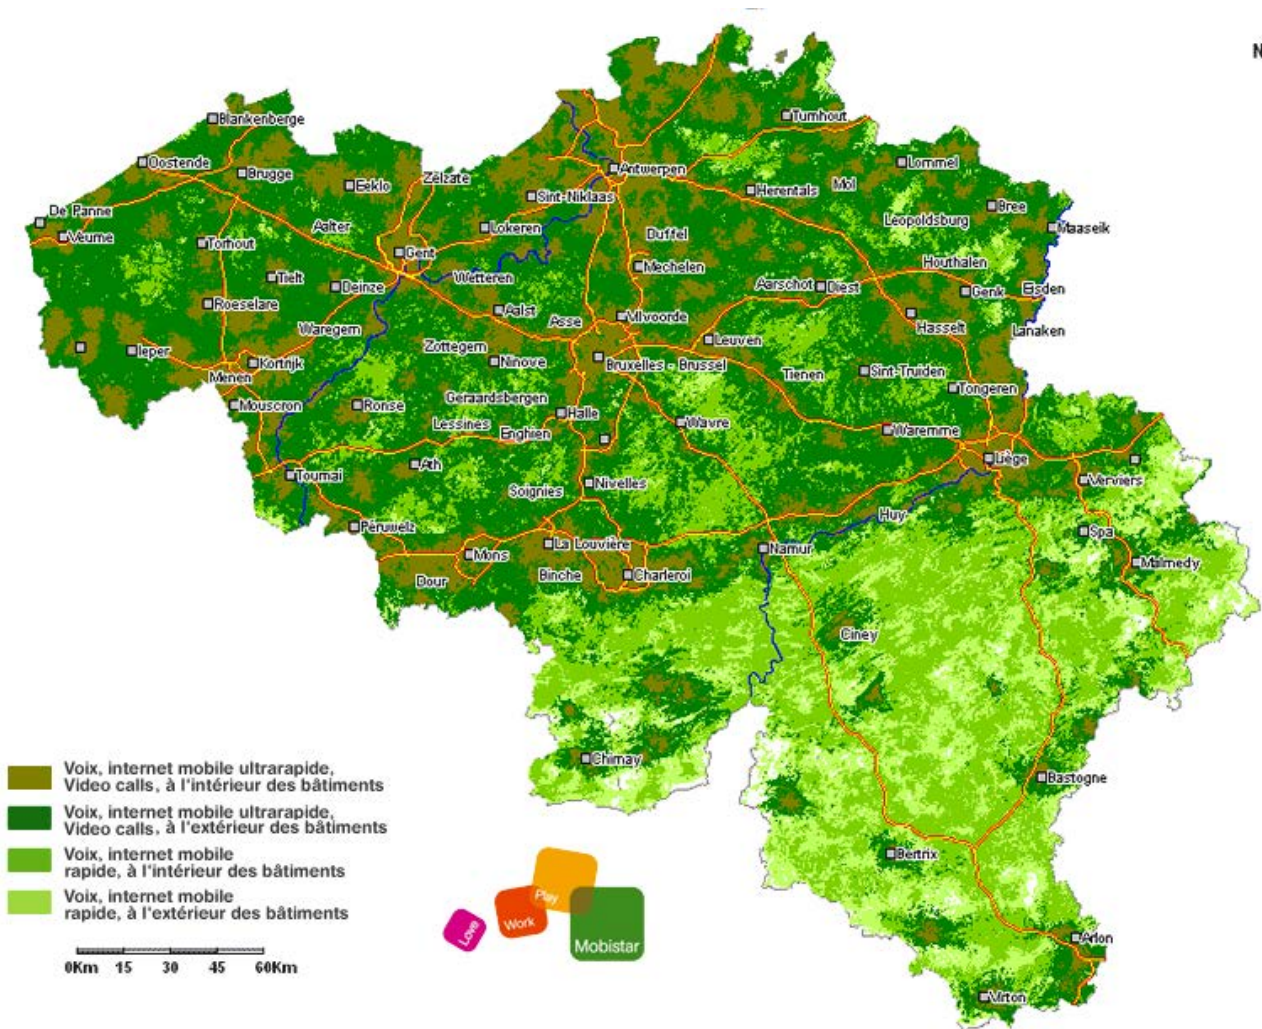 N
Blankenberge
Turnhout
Oostende
Brugge
Eeklo
Zelzate
Antwerpen
Lommel
Sint-Niklaas
Herentals
Mol
De Panne
Veurne
Torhout
Aalter
Lokeren
Duffel
Leopoldsburg
Bree
Maaseik
Gent
Tielt
Deinze
Wetteren
Mechelen
Houthalen
Roeselare
Aalst
Asse
Vilvoorde
Aarschot
Diest
Genk
Eisden
Waregem
Leuven
Hasselt
Lanaken
Ieper
Kortrijk
Zottegem
Ninove
Bruxelles - Brussel
Tienen
Sint-Truiden
Menen
Mouscron
Ronse
Geraardsbergen
Halle
Tongeren
Lessines
Enghien
Wavre
Waremme
Tournai
Ath
Soignies
Nivelles
Liège
Verviers
Péruwelz
Huy
Spa
Mons
La Louvière
Namur
Malmedy
Dour
Binche
Charleroi
Ciney
Chimay
Bastogne
Bertrix
Arlon
Virton
Voix, internet mobile ultrarapide,
Video calls, à l'intérieur des bâtiments
Voix, internet mobile ultrarapide,
Video calls, à l'extérieur des bâtiments
Voix, internet mobile
rapide, à l'intérieur des bâtiments
Voix, internet mobile
rapide, à l'extérieur des bâtiments
0Km 15 30 45 60Km
Love
Work
Play
Mobistar